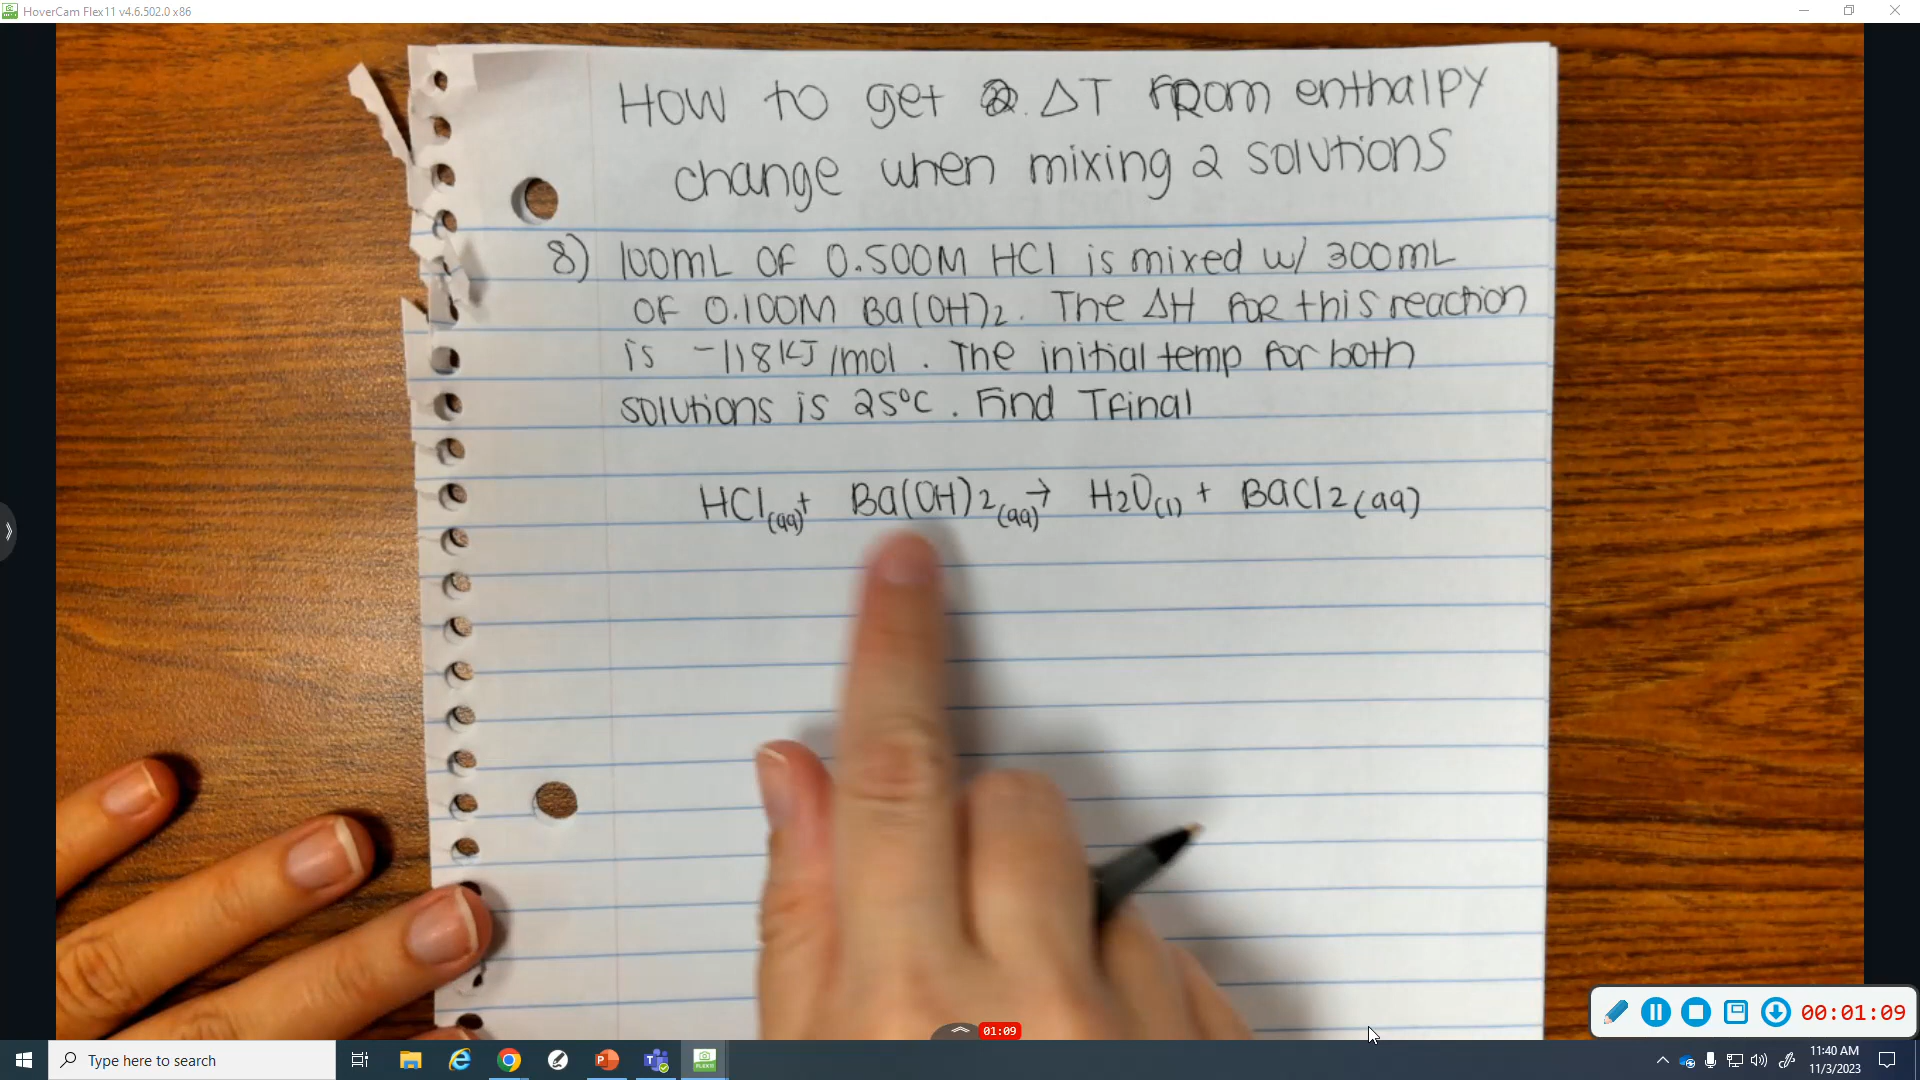 HoverCam Flex11 v4.6.502.0 x86
How to get ΔT from enthalpy
change when mixing 2 solutions
8) 100mL of 0.500M HCl is mixed w/ 300mL
of 0.100M Ba(OH)2. The ΔH for this reaction
is -118kJ/mol. The initial temp for both
solutions is 25°C. Find Tfinal
HCl(aq) + Ba(OH)2(aq) → H2O(l) + BaCl2(aq)
00:01:09
01:09
Type here to search
11:40 AM
11/3/2023